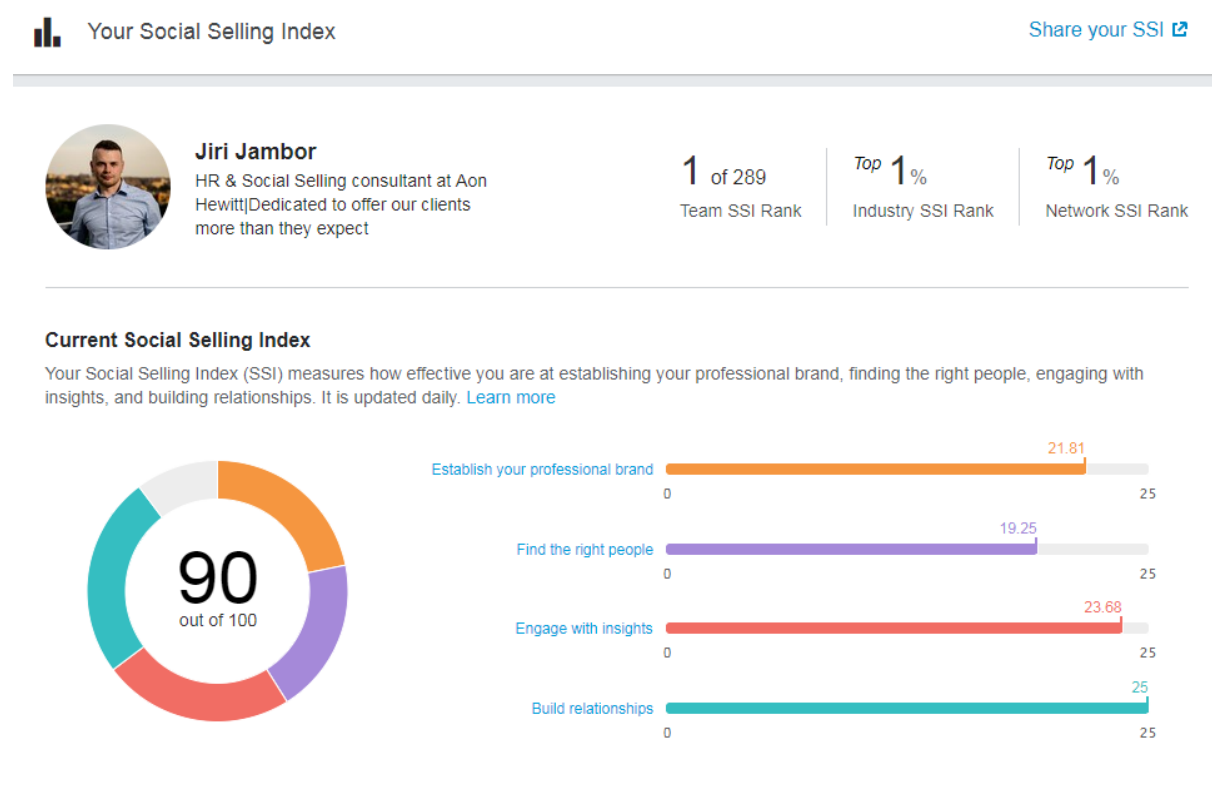 Your Social Selling Index
Share your SSI
Jiri Jambor
HR & Social Selling consultant at Aon
Hewitt|Dedicated to offer our clients
more than they expect
1 of 289
Team SSI Rank
Top 1%
Industry SSI Rank
Top 1%
Network SSI Rank
Current Social Selling Index
Your Social Selling Index (SSI) measures how effective you are at establishing your professional brand, finding the right people, engaging with
insights, and building relationships. It is updated daily. Learn more
90
out of 100
21.81
Establish your professional brand
0 25
19.25
Find the right people
0 25
23.68
Engage with insights
0 25
25
Build relationships
0 25